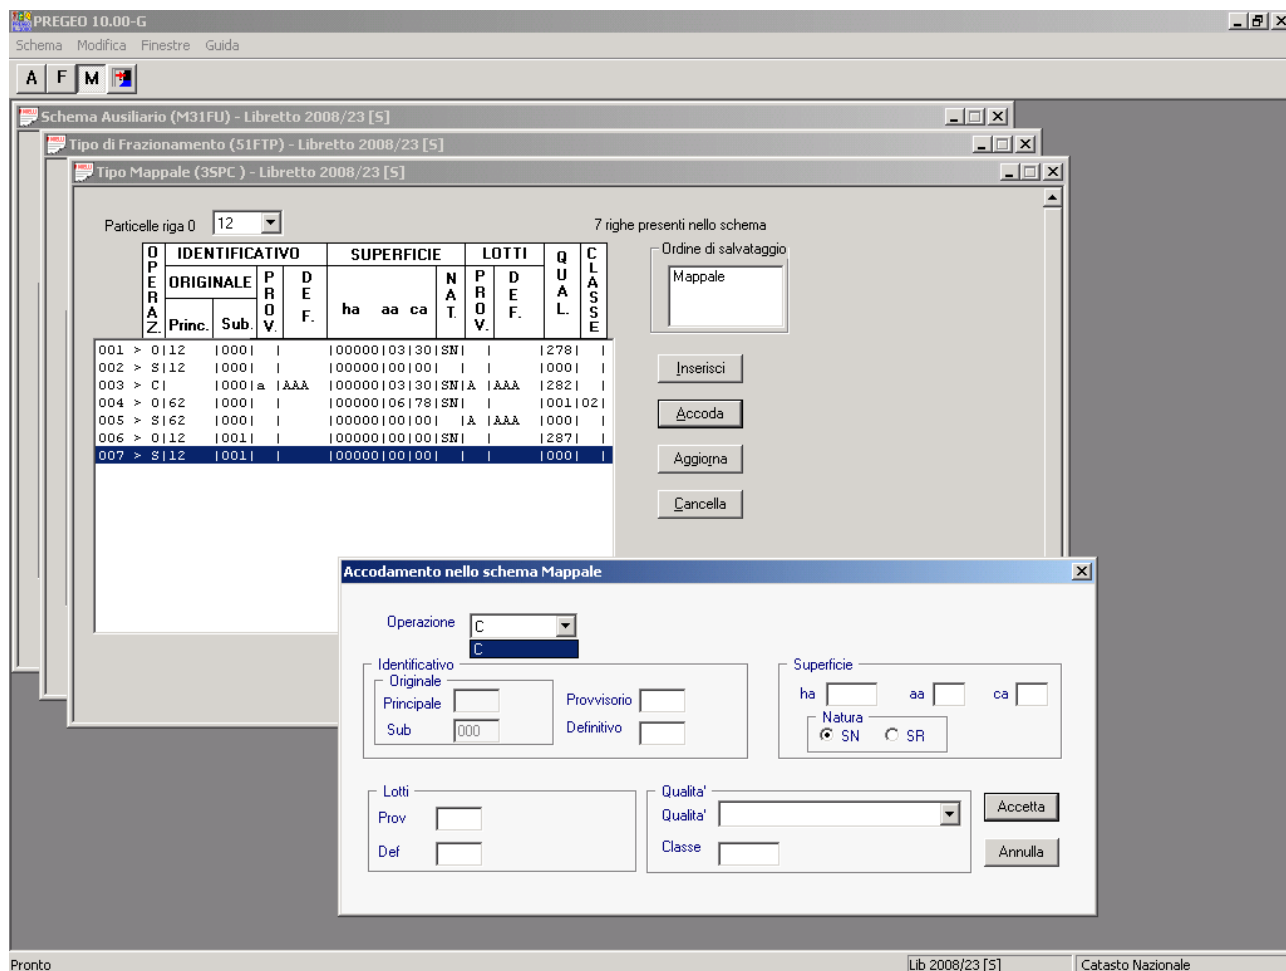 PREGEO 10.00-G
Schema Modifica Finestre Guida
A F M
Schema Ausiliario (M31FU) - Libretto 2008/23 [S]
Tipo di Frazionamento (51FTP) - Libretto 2008/23 [S]
Tipo Mappale (3SPC ) - Libretto 2008/23 [S]
Particelle riga 0 12 7 righe presenti nello schema
OPERAZ. IDENTIFICATIVO SUPERFICIE LOTTI QUAL. CLASSE
ORIGINALE PROV. DEF. ha aa ca NAT. PROV. DEF.
Princ. Sub.
001 > O|12 |000| | |00000|03|30|SN| | |278| |
002 > S|12 |000| | |00000|00|00| | | |000| |
003 > C| |000|a |AAA |00000|03|30|SN|A |AAA |282| |
004 > O|62 |000| | |00000|06|78|SN| | |001|02|
005 > S|62 |000| | |00000|00|00| |A |AAA |000| |
006 > O|12 |001| | |00000|00|00|SN| | |287| |
007 > S|12 |001| | |00000|00|00| | | |000| |
Ordine di salvataggio
Mappale
Inserisci
Accoda
Aggiorna
Cancella
Accodamento nello schema Mappale
Operazione C
C
Identificativo
Originale
Principale
Sub 000
Provvisorio
Definitivo
Superficie
ha aa ca
Natura
SN SR
Lotti
Prov
Def
Qualita'
Qualita'
Classe
Accetta
Annulla
Pronto Lib 2008/23 [S] Catasto Nazionale